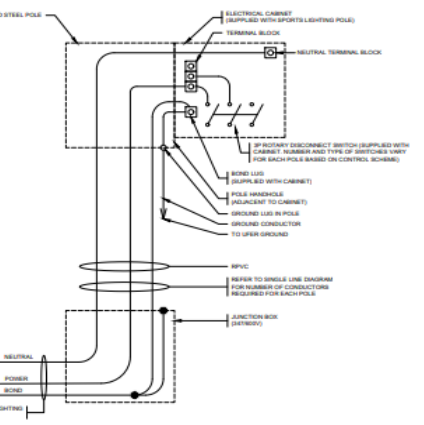 D STEEL POLE
ELECTRICAL CABINET
(SUPPLIED WITH SPORTS LIGHTING POLE)
TERMINAL BLOCK
NEUTRAL TERMINAL BLOCK
3P ROTARY DISCONNECT SWITCH (SUPPLIED WITH
CABINET. NUMBER AND TYPE OF SWITCHES VARY
FOR EACH POLE BASED ON CONTROL SCHEME)
BOND LUG
(SUPPLIED WITH CABINET)
POLE HANDHOLE
(ADJACENT TO CABINET)
GROUND LUG IN POLE
GROUND CONDUCTOR
TO UFER GROUND
RPVC
REFER TO SINGLE LINE DIAGRAM
FOR NUMBER OF CONDUCTORS
REQUIRED FOR EACH POLE
JUNCTION BOX
(347/600V)
NEUTRAL
POWER
BOND
GHTING